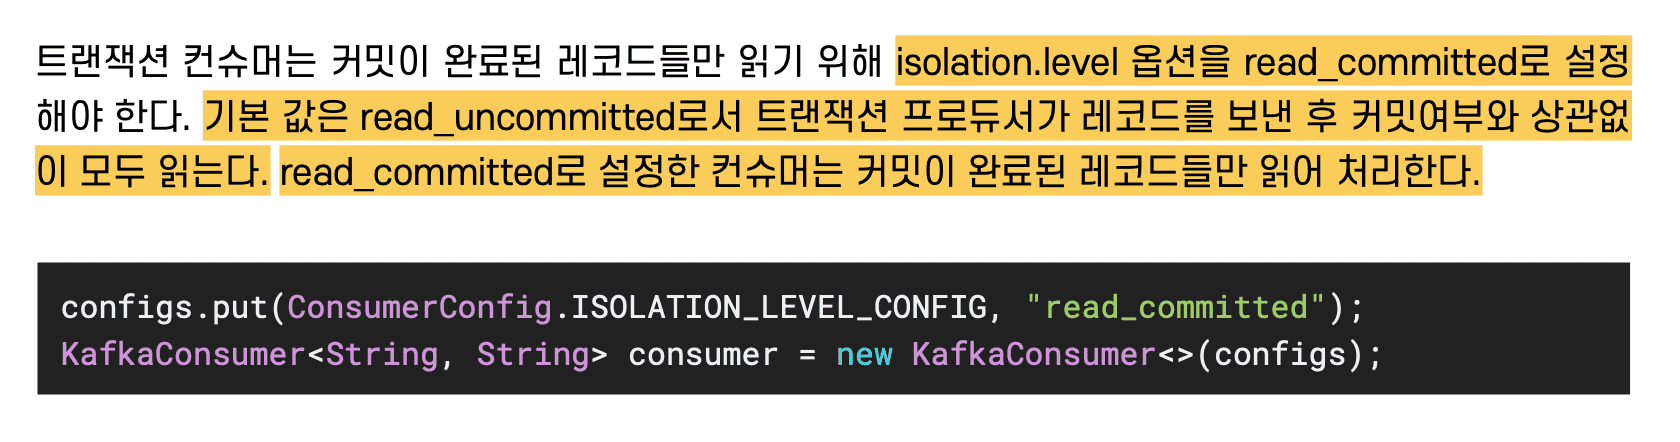 트랜잭션 컨슈머는 커밋이 완료된 레코드들만 읽기 위해 isolation.level 옵션을 read_committed로 설정
해야 한다. 기본 값은 read_uncommitted로서 트랜잭션 프로듀서가 레코드를 보낸 후 커밋여부와 상관없
이 모두 읽는다. read_committed로 설정한 컨슈머는 커밋이 완료된 레코드들만 읽어 처리한다.
configs.put(ConsumerConfig.ISOLATION_LEVEL_CONFIG, "read_committed");
KafkaConsumer<String, String> consumer = new KafkaConsumer<>(configs);